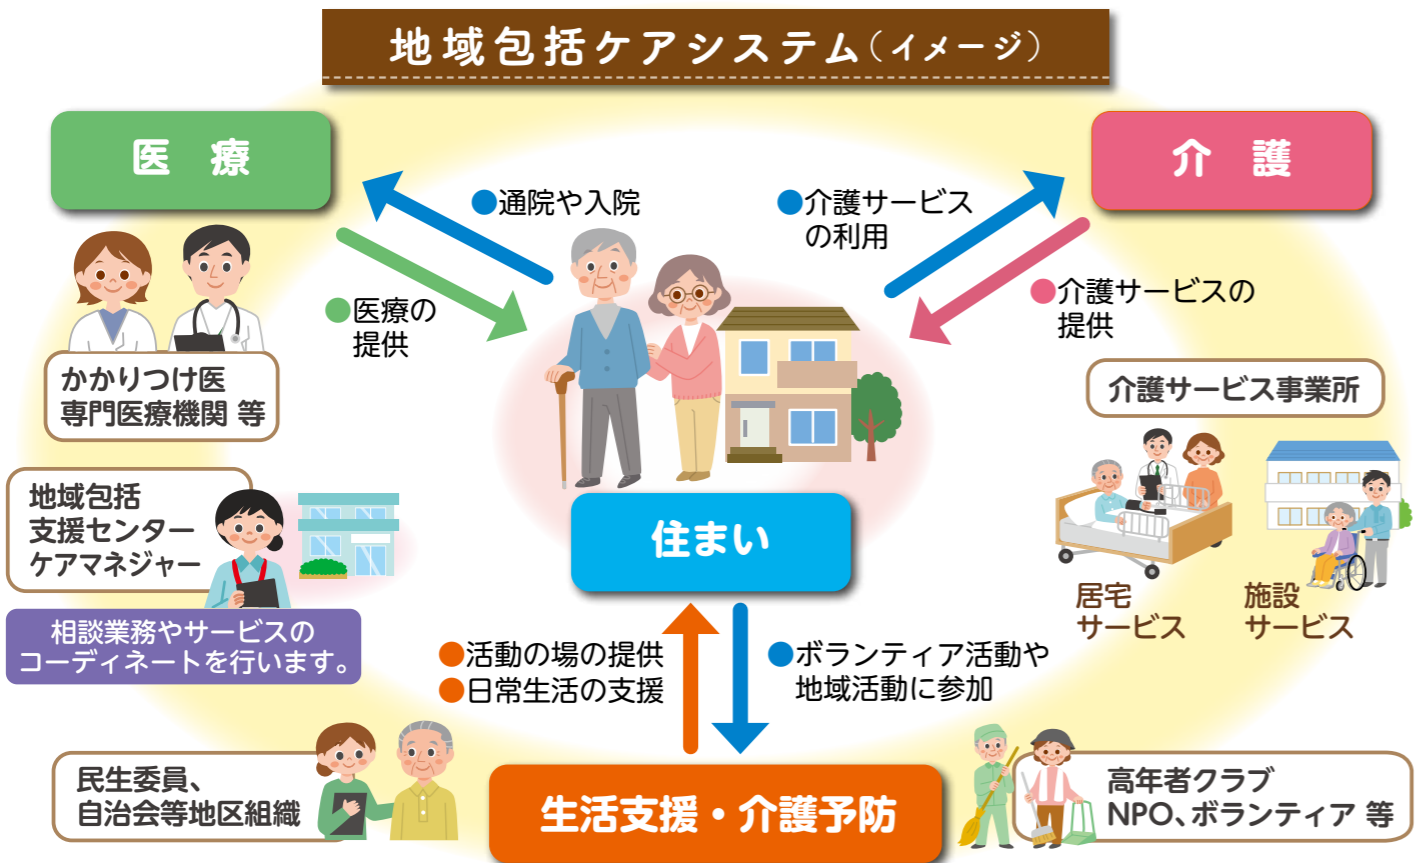 地域包括ケアシステム(イメージ)
医 療
介 護
●通院や入院
●介護サービス
の利用
●医療の
提供
●介護サービスの
提供
かかりつけ医
専門医療機関 等
介護サービス事業所
地域包括
支援センター
ケアマネジャー
住まい
居宅
サービス
施設
サービス
相談業務やサービスの
コーディネートを行います。
●活動の場の提供
●日常生活の支援
●ボランティア活動や
地域活動に参加
民生委員、
自治会等地区組織
生活支援・介護予防
高年者クラブ
NPO、ボランティア 等